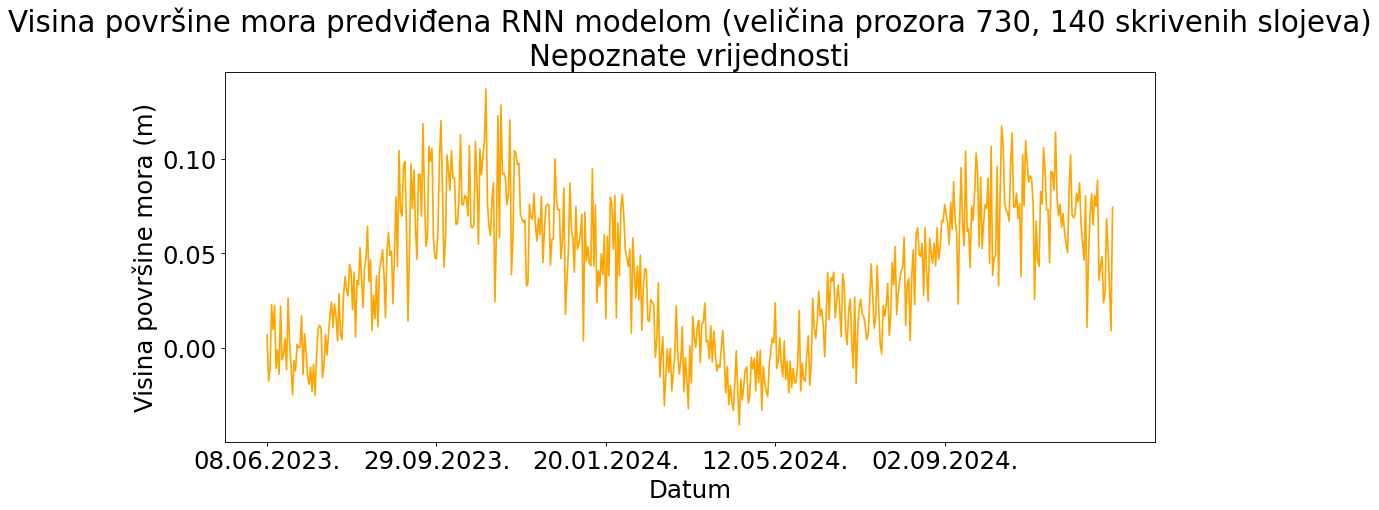 Visina površine mora predviđena RNN modelom (veličina prozora 730, 140 skrivenih slojeva)
Nepoznate vrijednosti
Visina površine mora (m)
0.10
0.05
0.00
08.06.2023. 29.09.2023. 20.01.2024. 12.05.2024. 02.09.2024.
Datum